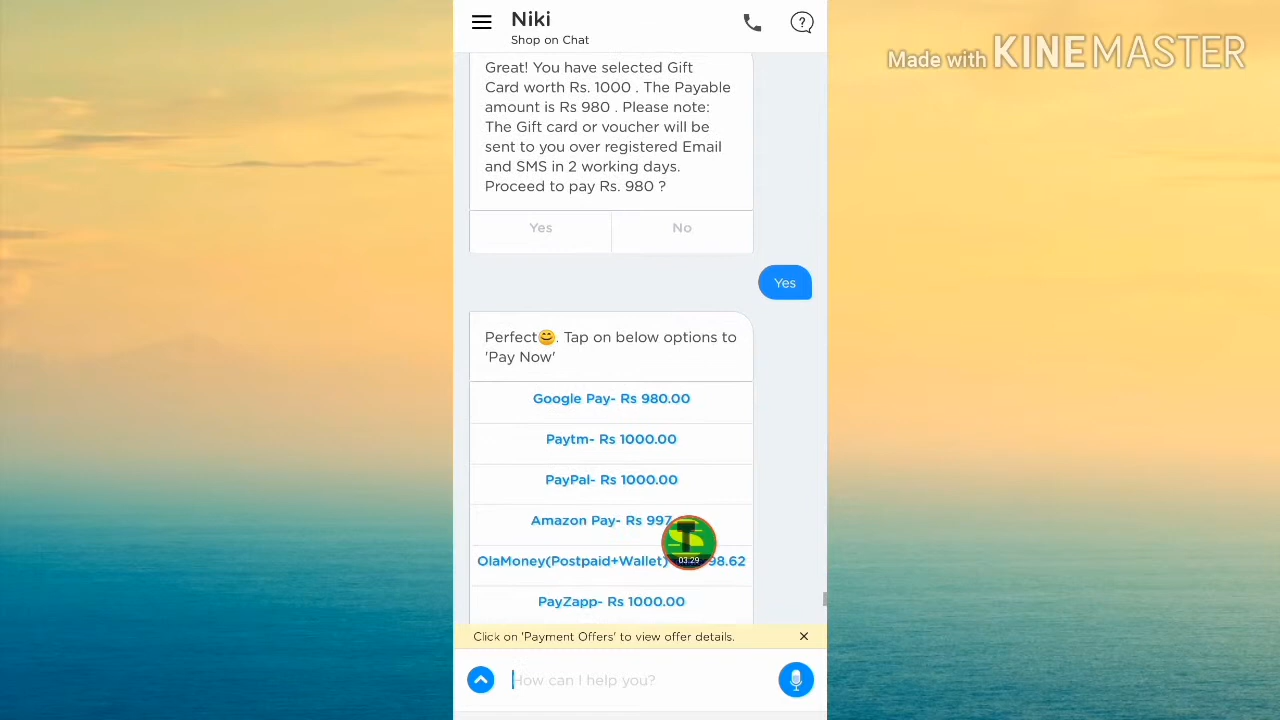 Niki
Shop on Chat
Made with KINEMASTER
Great! You have selected Gift
Card worth Rs. 1000 . The Payable
amount is Rs 980 . Please note:
The Gift card or voucher will be
sent to you over registered Email
and SMS in 2 working days.
Proceed to pay Rs. 980 ?
Yes No
Yes
Perfect😊. Tap on below options to
'Pay Now'
Google Pay- Rs 980.00
Paytm- Rs 1000.00
PayPal- Rs 1000.00
Amazon Pay- Rs 997
OlaMoney(Postpaid+Wallet) 98.62
03:29
PayZapp- Rs 1000.00
Click on 'Payment Offers' to view offer details.
How can I help you?